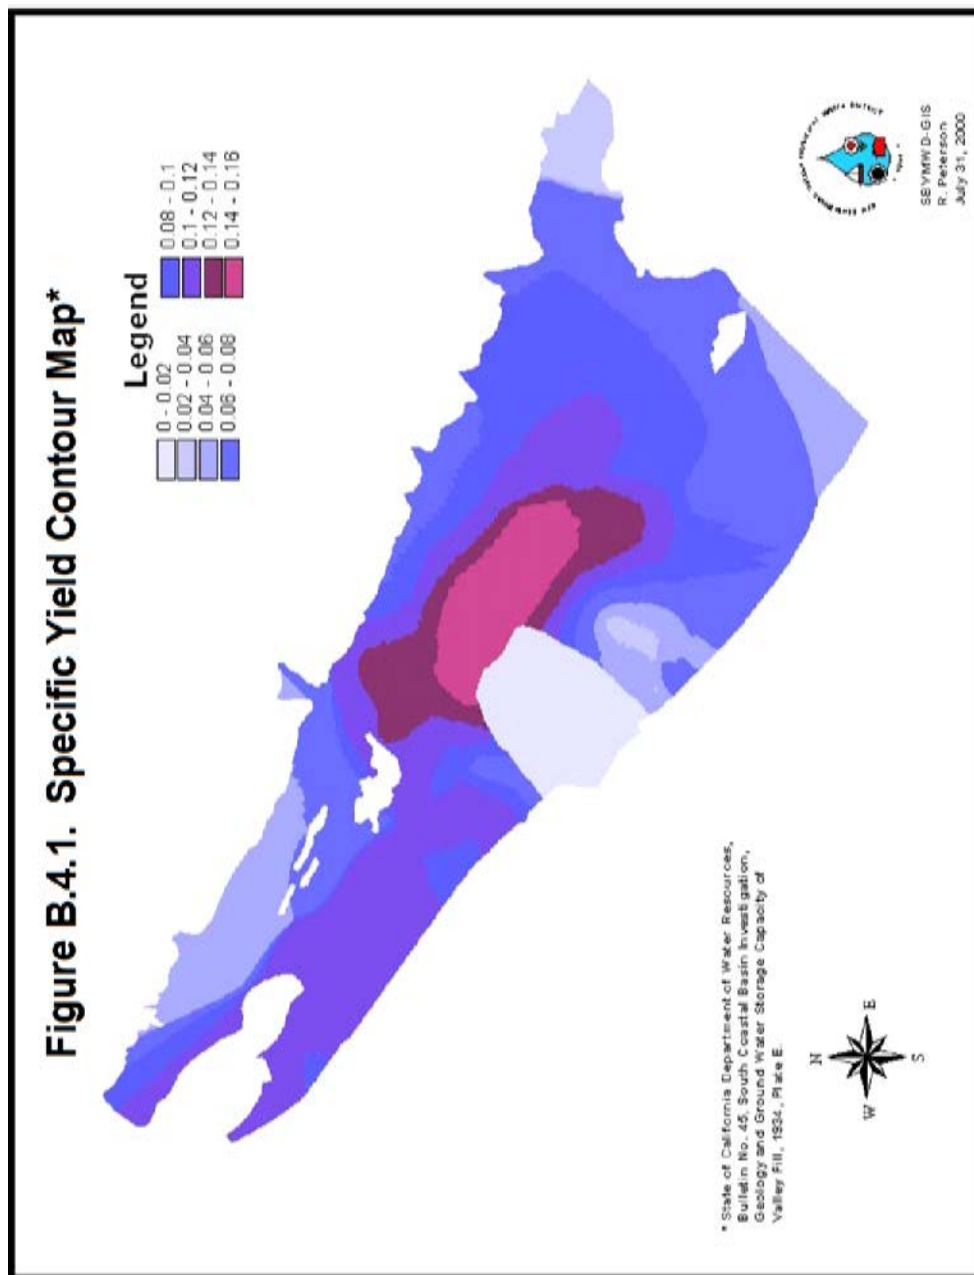 Figure B.4.1. Specific Yield Contour Map*
Legend
0 - 0.02
0.02 - 0.04
0.04 - 0.06
0.06 - 0.08
0.08 - 0.1
0.1 - 0.12
0.12 - 0.14
0.14 - 0.16
* State of California Department of Water Resources,
Bulletin No. 45, South Coastal Basin Investigation,
Geology and Ground Water Storage Capacity of
Valley Fill, 1934, Plate E.
N
W E
S
SBVMWD-GIS
R. Peterson
July 31, 2000